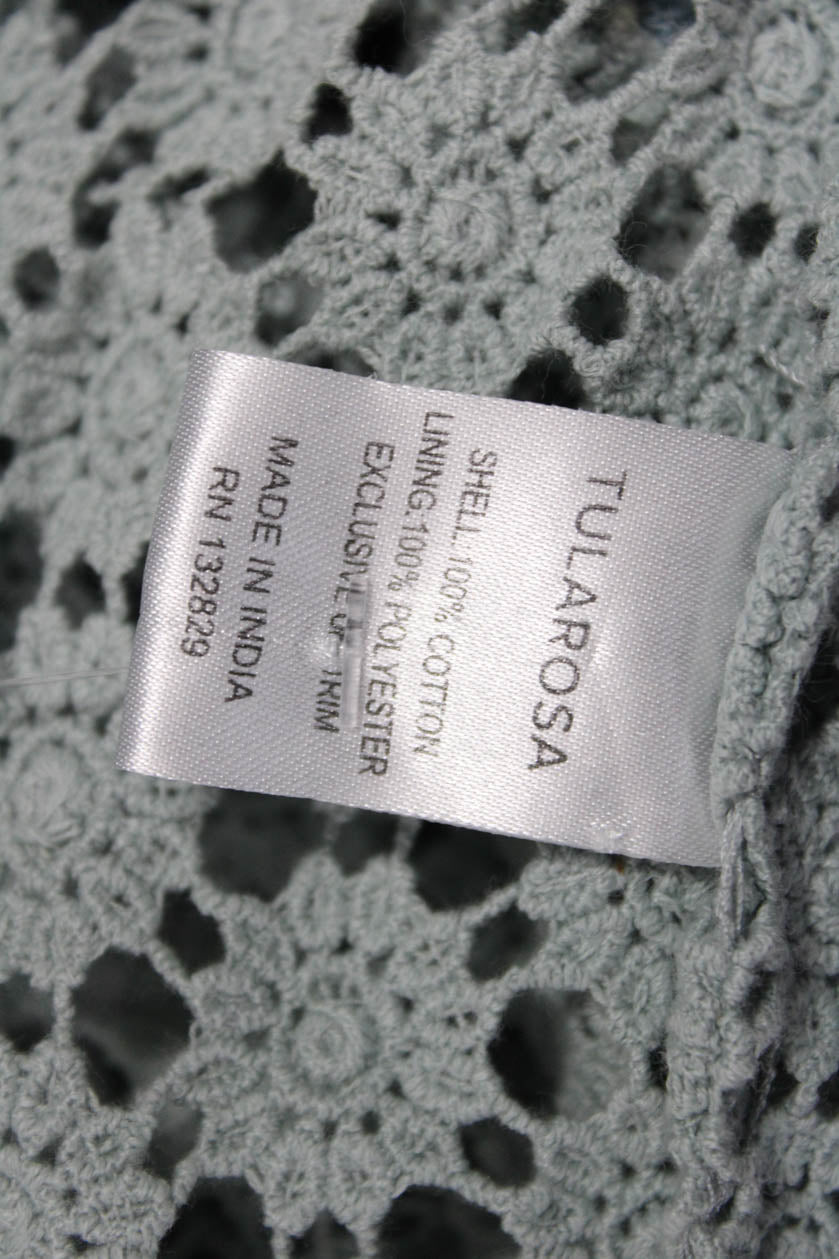 TULAROSA
SHELL:100% COTTON
LINING:100% POLYESTER
EXCLUSIVE OF TRIM
MADE IN INDIA
RN 132829